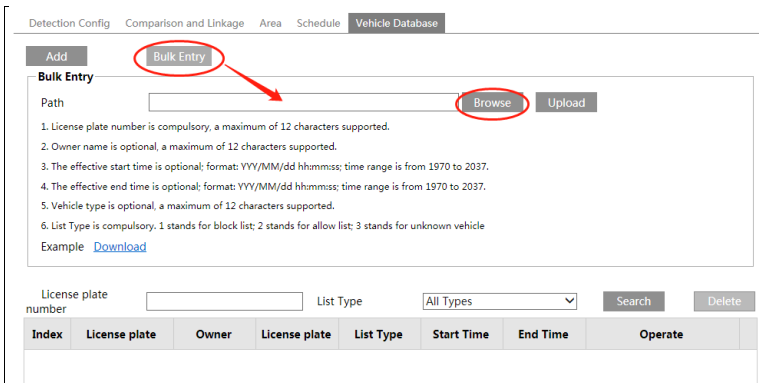 Detection Config Comparison and Linkage Area Schedule Vehicle Database
Add Bulk Entry
Bulk Entry
Path Browse Upload
1. License plate number is compulsory, a maximum of 12 characters supported.
2. Owner name is optional, a maximum of 12 characters supported.
3. The effective start time is optional; format: YYY/MM/dd hh:mm:ss; time range is from 1970 to 2037.
4. The effective end time is optional; format: YYY/MM/dd hh:mm:ss; time range is from 1970 to 2037.
5. Vehicle type is optional, a maximum of 12 characters supported.
6. List Type is compulsory. 1 stands for block list; 2 stands for allow list; 3 stands for unknown vehicle
Example Download
License plate
number List Type All Types Search Delete
Index License plate Owner License plate List Type Start Time End Time Operate